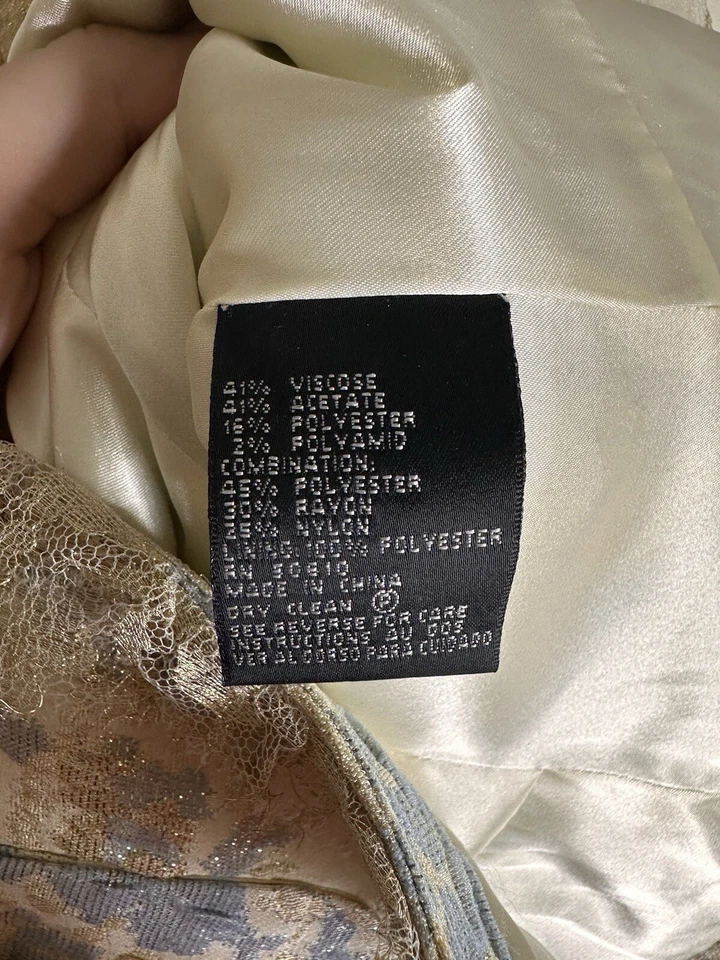 41% VISCOSE
41% ACETATE
16% POLYESTER
2% POLYAMID
COMBINATION:
45% POLYESTER
30% RAYON
25% NYLON
LINING: 100% POLYESTER
RN
MADE IN CHINA
DRY CLEAN Ⓟ
SEE REVERSE FOR CARE
INSTRUCTIONS AU DOS
VER AL DORSO PARA CUIDADO